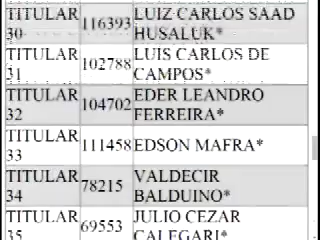 TITULAR 30 116393 LUIZ CARLOS SAAD HUSALUK*
TITULAR 31 102788 LUIS CARLOS DE CAMPOS*
TITULAR 32 104702 EDER LEANDRO FERREIRA*
TITULAR 33 111458 EDSON MAFRA*
TITULAR 34 78215 VALDECIR BALDUINO*
TITULAR 35 69553 JULIO CEZAR CALEGARI*